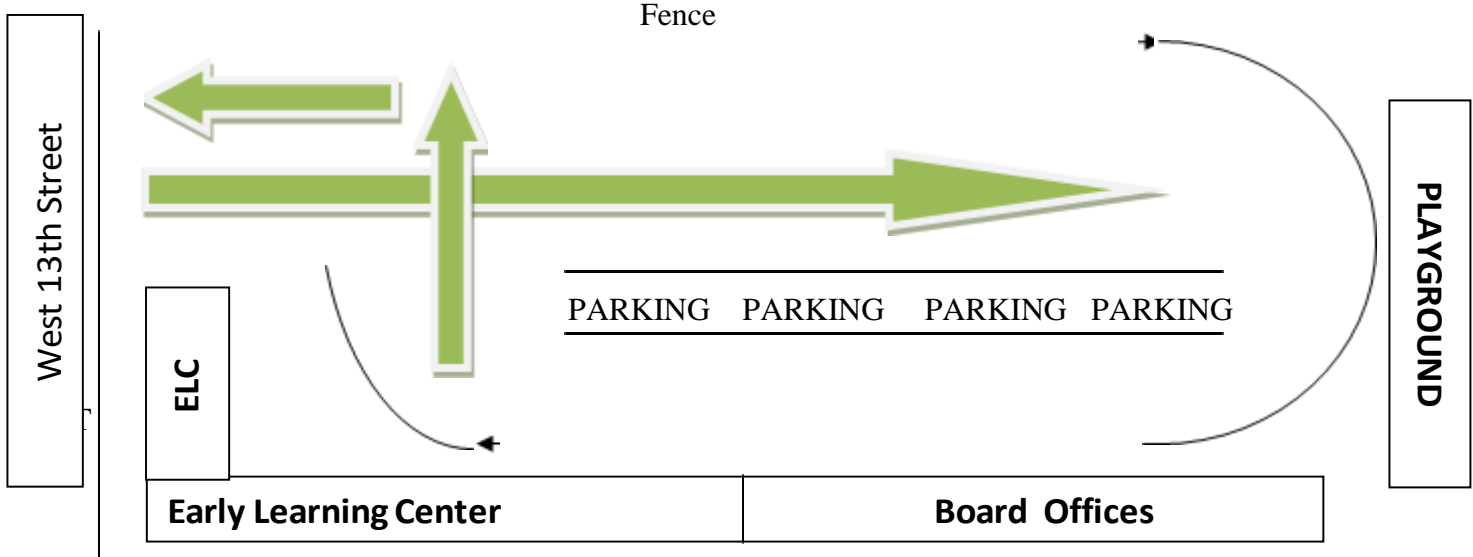 Fence
West 13th Street
PARKING PARKING PARKING PARKING
PLAYGROUND
ELC
Early Learning Center
Board Offices